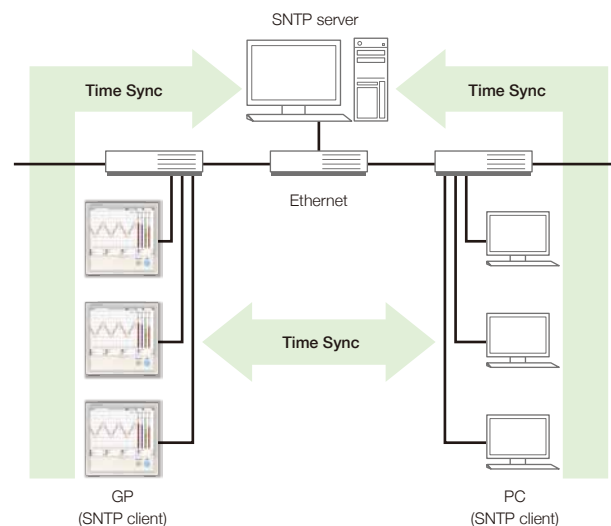 SNTP server
Time Sync
Time Sync
Ethernet
Time Sync
GP
(SNTP client)
PC
(SNTP client)